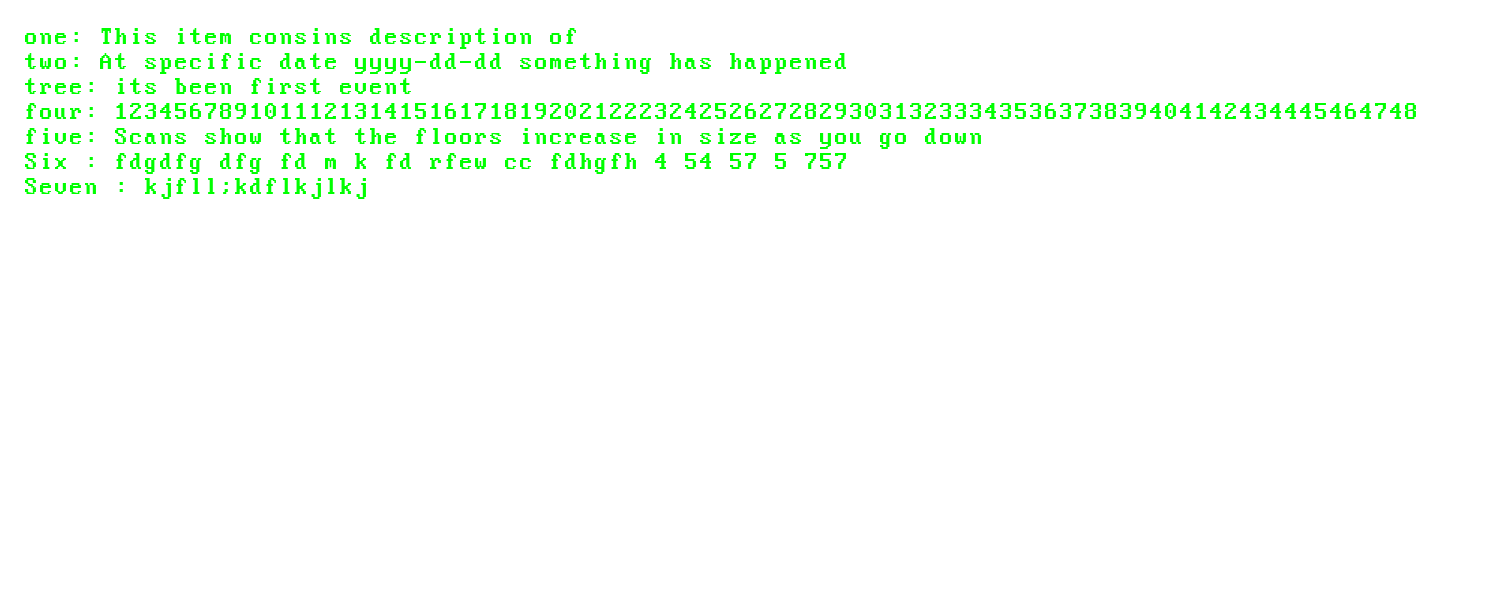 one: This item consins description of
two: At specific date yyyy-dd-dd something has happened
tree: its been first event
four: 123456789101112131415161718192021222324252627282930313233343536373839404142434445464748
five: Scans show that the floors increase in size as you go down
Six : fdgdfg dfg fd m k fd rfew cc fdhgfh 4 54 57 5 757
Seven : kjfll;kdflkjlkj